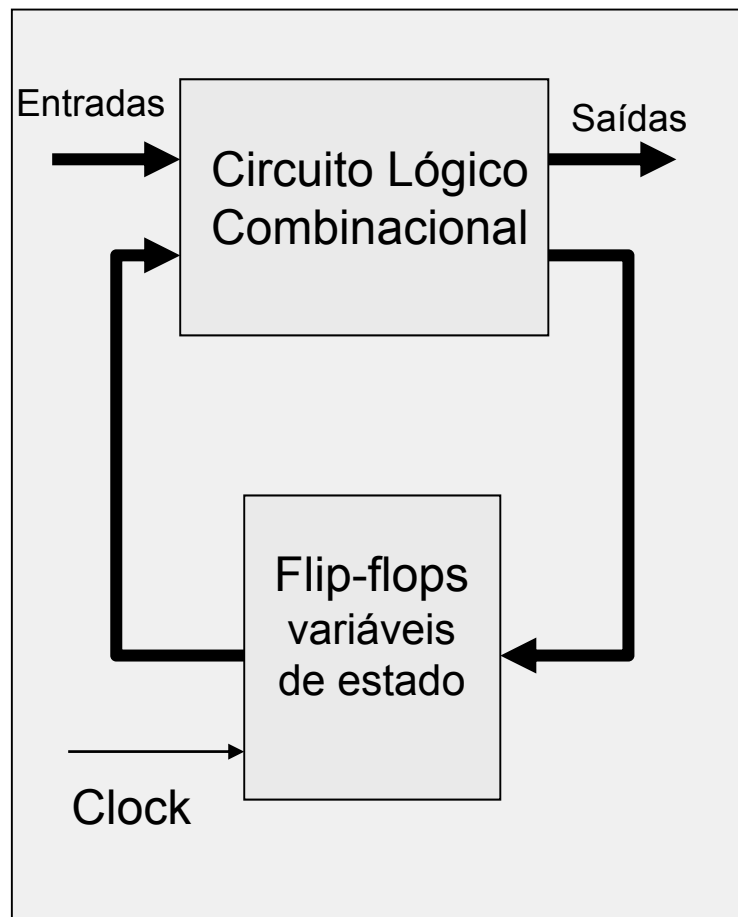 Entradas
Saídas
Circuito Lógico
Combinacional
Flip-flops
variáveis
de estado
Clock